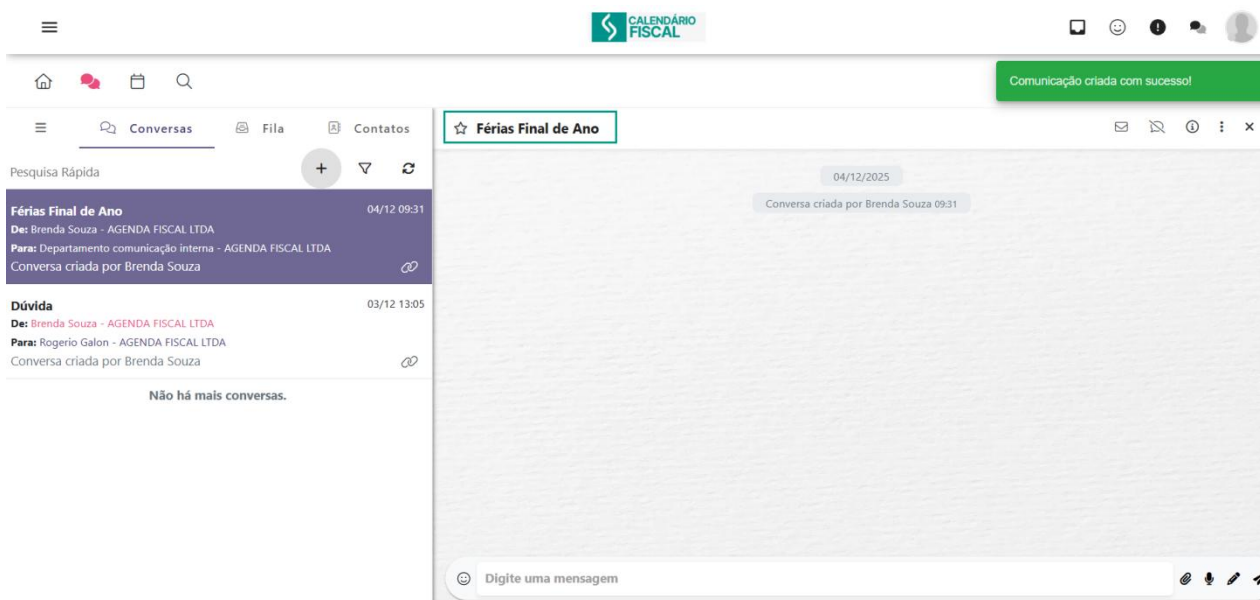 CALENDÁRIO
FISCAL
Comunicação criada com sucesso!
Conversas
Fila
Contatos
Pesquisa Rápida
Férias Final de Ano
04/12 09:31
De: Brenda Souza - AGENDA FISCAL LTDA
Para: Departamento comunicação interna - AGENDA FISCAL LTDA
Conversa criada por Brenda Souza
Dúvida
03/12 13:05
De: Brenda Souza - AGENDA FISCAL LTDA
Para: Rogerio Galon - AGENDA FISCAL LTDA
Conversa criada por Brenda Souza
Não há mais conversas.
Férias Final de Ano
04/12/2025
Conversa criada por Brenda Souza 09:31
Digite uma mensagem